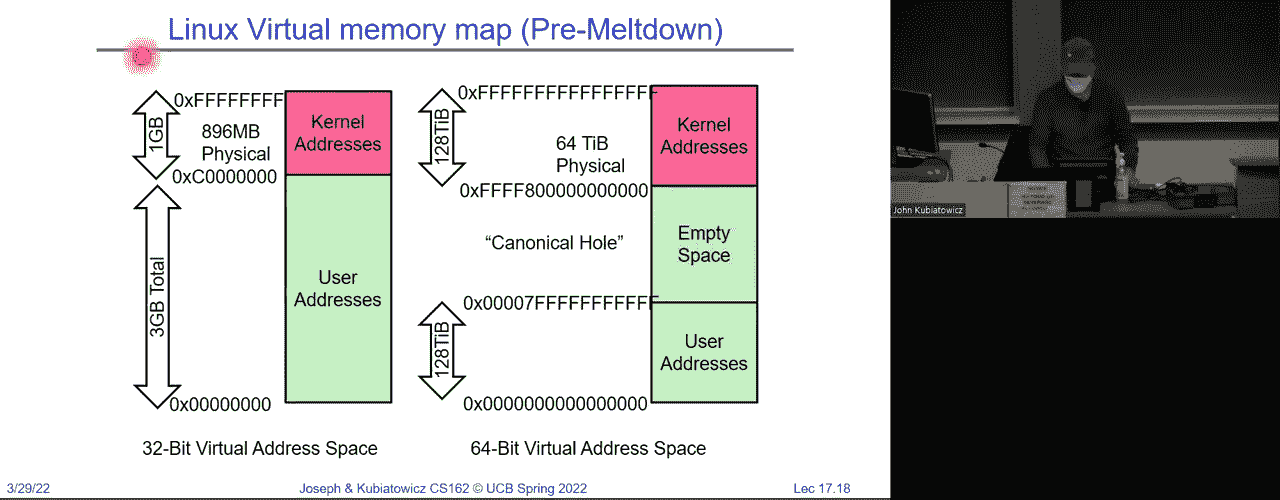 Linux Virtual memory map (Pre-Meltdown)
0xFFFFFFFF
1GB
896MB
Physical
Kernel
Addresses
0xC0000000
3GB Total
User
Addresses
0x00000000
32-Bit Virtual Address Space
0xFFFFFFFFFFFFFFFF
128TiB
64 TiB
Physical
Kernel
Addresses
0xFFFF800000000000
“Canonical Hole”
Empty
Space
0x00007FFFFFFFFFFF
128TiB
User
Addresses
0x0000000000000000
64-Bit Virtual Address Space
3/29/22
Joseph & Kubiatowicz CS162 © UCB Spring 2022
Lec 17.18
John Kubiatowicz